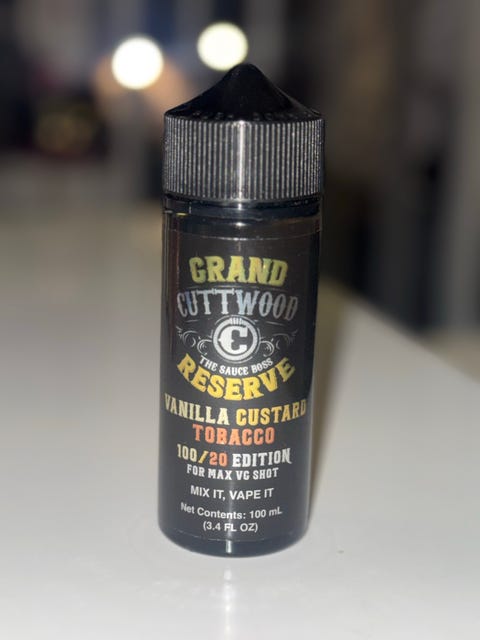 GRAND
CUTTWOOD
C
THE SAUCE BOSS
RESERVE
VANILLA CUSTARD
TOBACCO
100/20 EDITION
FOR MAX VG SHOT
MIX IT, VAPE IT
Net Contents: 100 mL
(3.4 FL OZ)